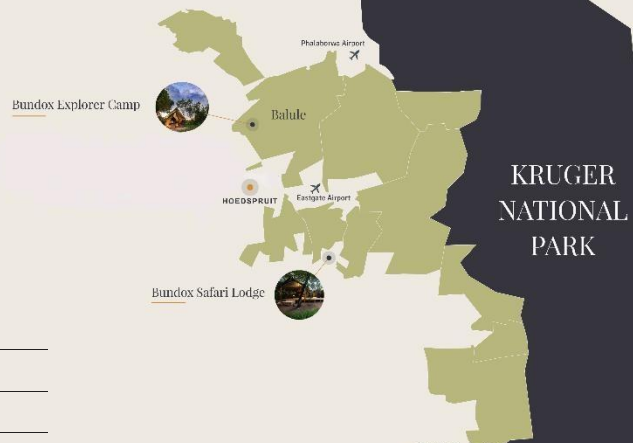 Phalaborwa Airport
Bundox Explorer Camp
Balule
KRUGER
NATIONAL
PARK
HOEDSPRUIT
Eastgate Airport
Bundox Safari Lodge